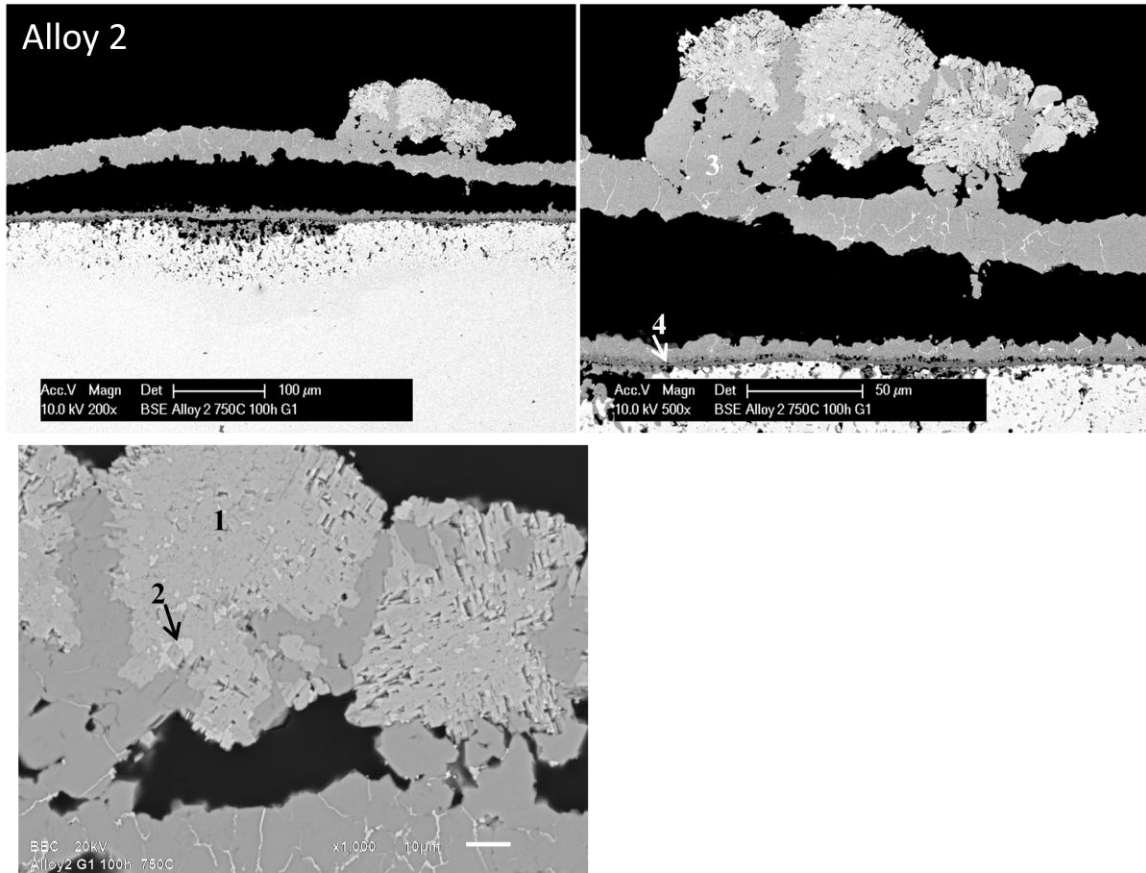 Alloy 2
Acc.V Magn Det 100 µm
10.0 kV 200x BSE Alloy 2 750C 100h G1
3
4
Acc.V Magn Det 50 µm
10.0 kV 500x BSE Alloy 2 750C 100h G1
1
2
BBC 20kV x1,000 10µm
Alloy2 G1 100h 750C